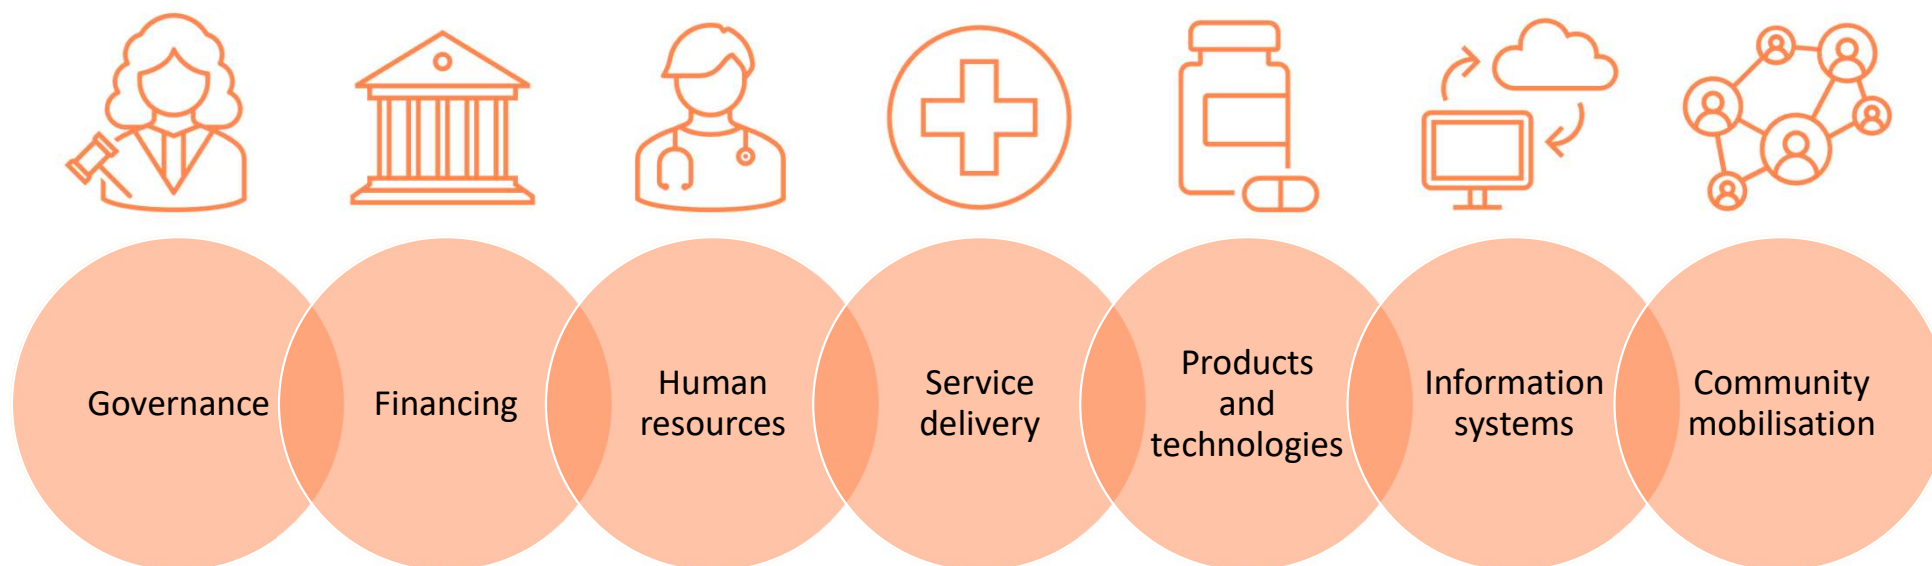 Governance
Financing
Human
resources
Service
delivery
Products
and
technologies
Information
systems
Community
mobilisation